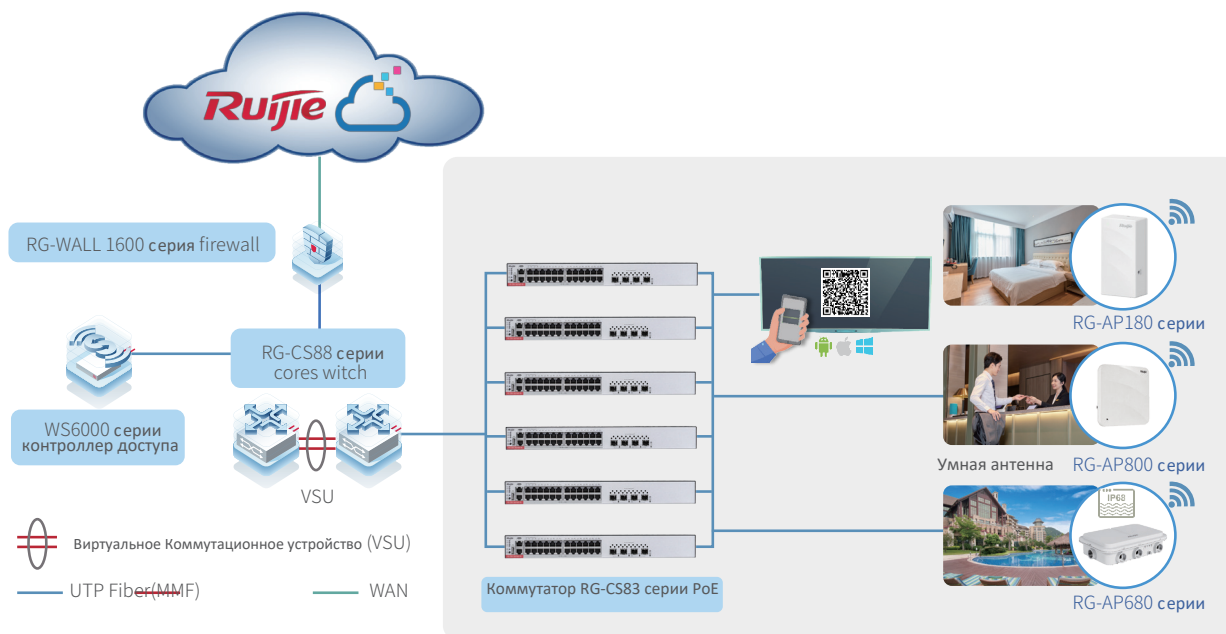 Ruijie
RG-WALL 1600 серия firewall
RG-CS88 серии
cores witch
WS6000 серии
контроллер доступа
VSU
Виртуальное Коммутационное устройство (VSU)
UTP Fiber(MMF)
WAN
Коммутатор RG-CS83 серии PoE
RG-AP180 серии
Умная антенна
RG-AP800 серии
IP68
RG-AP680 серии